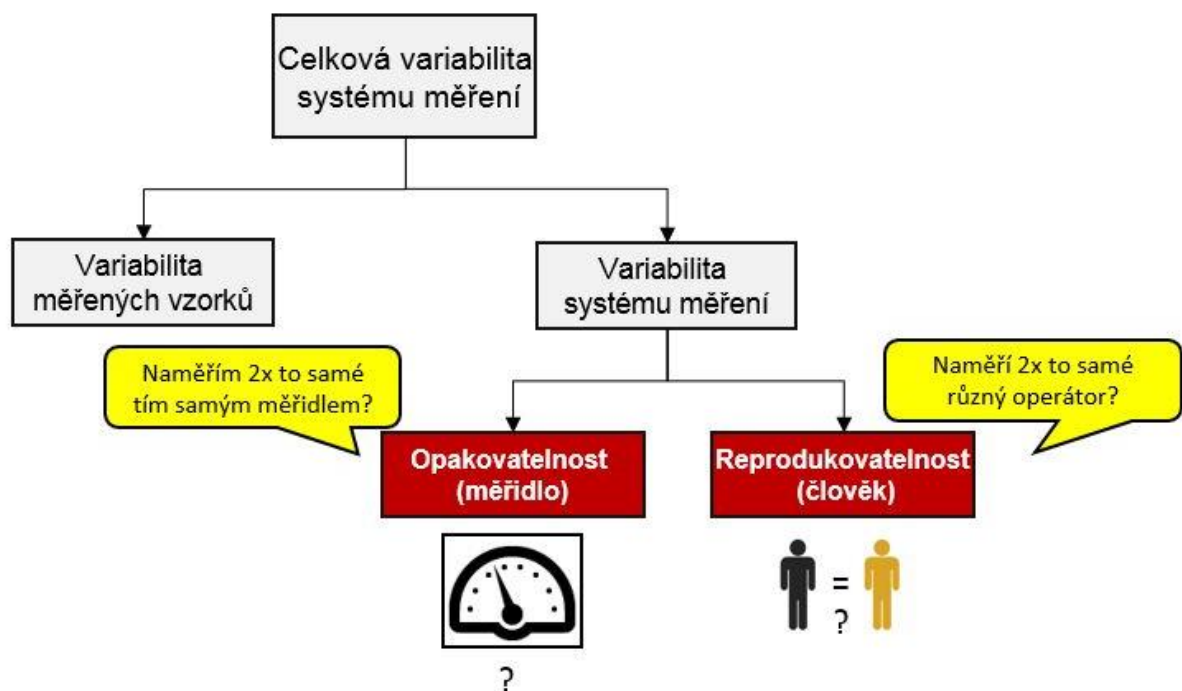 Celková variabilita
systému měření
Variabilita
měřených vzorků
Variabilita
systému měření
Naměřím 2x to samé
tím samým měřidlem?
Naměří 2x to samé
různý operátor?
Opakovatelnost
(měřidlo)
Reprodukovatelnost
(člověk)
=
?
?